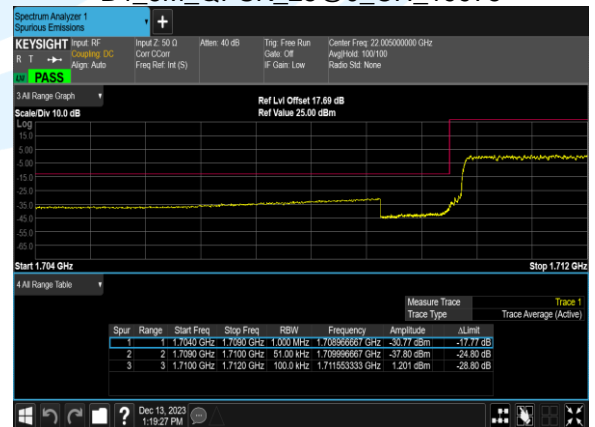 Spectrum Analyzer 1
Spurious Emissions
+
KEYSIGHT Input: RF Input Z: 50 Ω Atten: 40 dB Trig: Free Run Center Freq: 22.005000000 GHz
R T Coupling: DC Corr CCorr Gate: Off Avg|Hold: 100/100
Align: Auto Freq Ref: Int (S) IF Gain: Low Radio Std: None
LXI PASS
3 All Range Graph
Ref Lvl Offset 17.69 dB
Scale/Div 10.0 dB Ref Value 25.00 dBm
Log
15.0
5.00
-5.00
-15.0
-25.0
-35.0
-45.0
-55.0
-65.0
Start 1.704 GHz Stop 1.712 GHz
4 All Range Table
Measure Trace Trace 1
Trace Type Trace Average (Active)
Spur Range Start Freq Stop Freq RBW Frequency Amplitude ΔLimit
1 1 1.7040 GHz 1.7090 GHz 1.000 MHz 1.708966667 GHz -30.77 dBm -17.77 dB
2 2 1.7090 GHz 1.7100 GHz 51.00 kHz 1.709996667 GHz -37.80 dBm -24.80 dB
3 3 1.7100 GHz 1.7120 GHz 100.0 kHz 1.711553333 GHz 1.201 dBm -28.80 dB
? Dec 13, 2023
1:19:27 PM